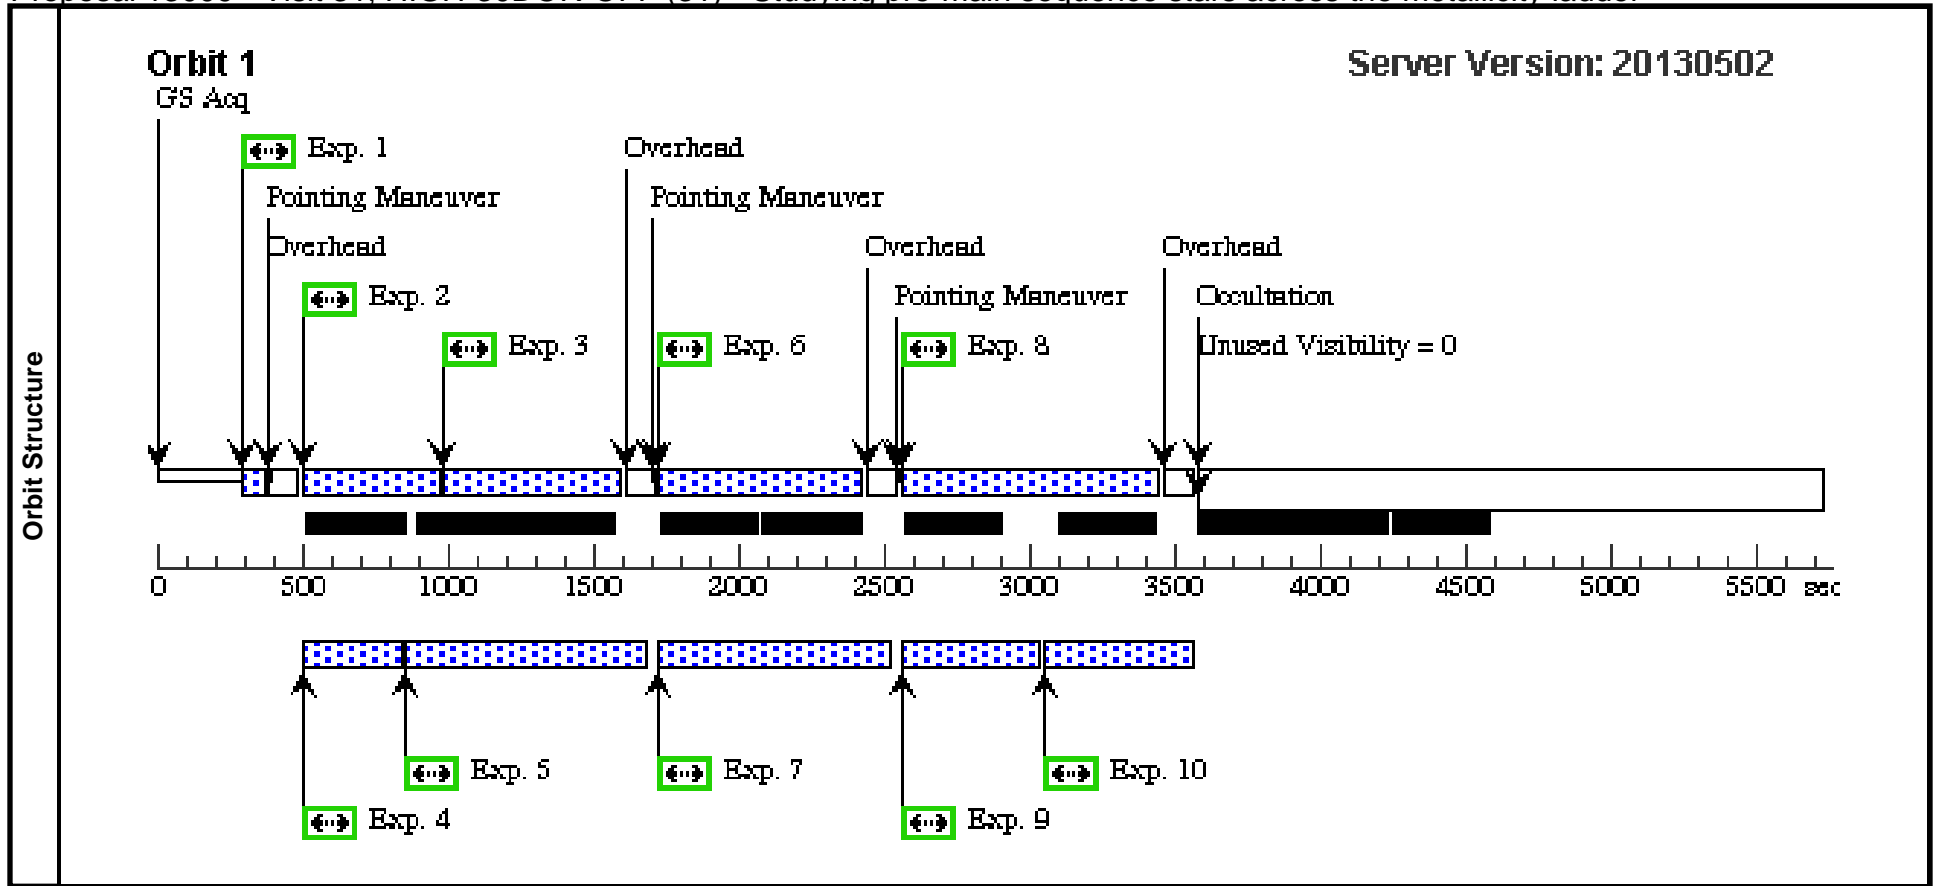 Orbit 1
Server Version: 20130502
GS Acq
Exp. 1
Overhead
Pointing Maneuver
Pointing Maneuver
Overhead
Overhead
Overhead
Exp. 2
Pointing Maneuver
Occultation
Exp. 3
Exp. 6
Exp. 8
Unused Visibility = 0
Orbit Structure
0 500 1000 1500 2000 2500 3000 3500 4000 4500 5000 5500 sec
Exp. 5
Exp. 7
Exp. 10
Exp. 4
Exp. 9